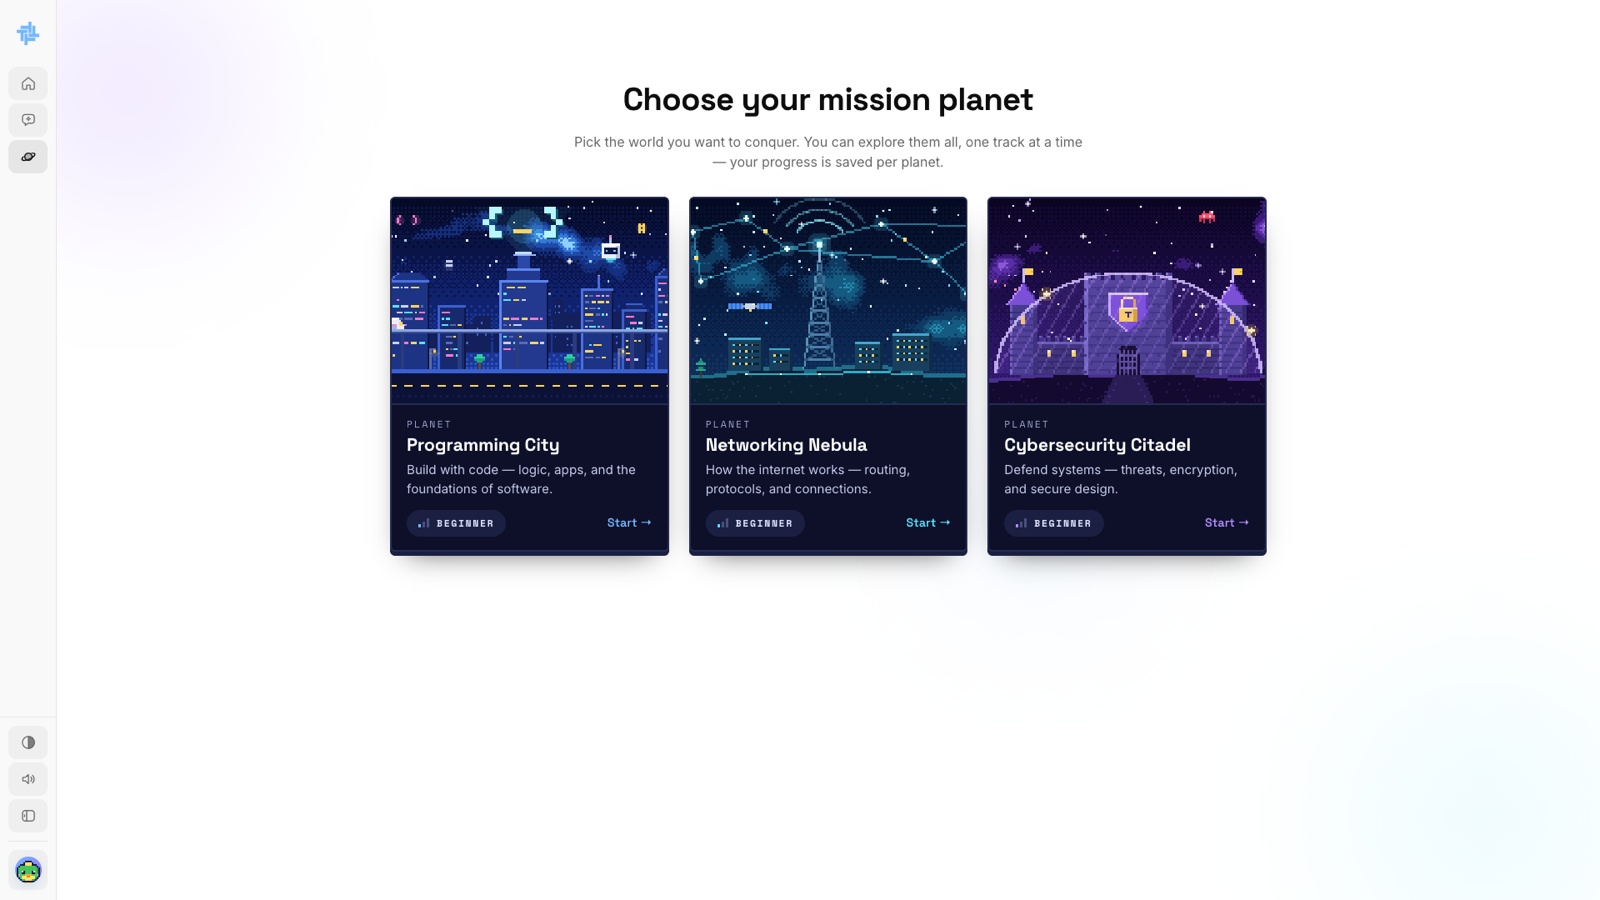 Choose your mission planet
Pick the world you want to conquer. You can explore them all, one track at a time
— your progress is saved per planet.
PLANET
Programming City
Build with code — logic, apps, and the
foundations of software.
BEGINNER
Start →
PLANET
Networking Nebula
How the internet works — routing,
protocols, and connections.
BEGINNER
Start →
PLANET
Cybersecurity Citadel
Defend systems — threats, encryption,
and secure design.
BEGINNER
Start →